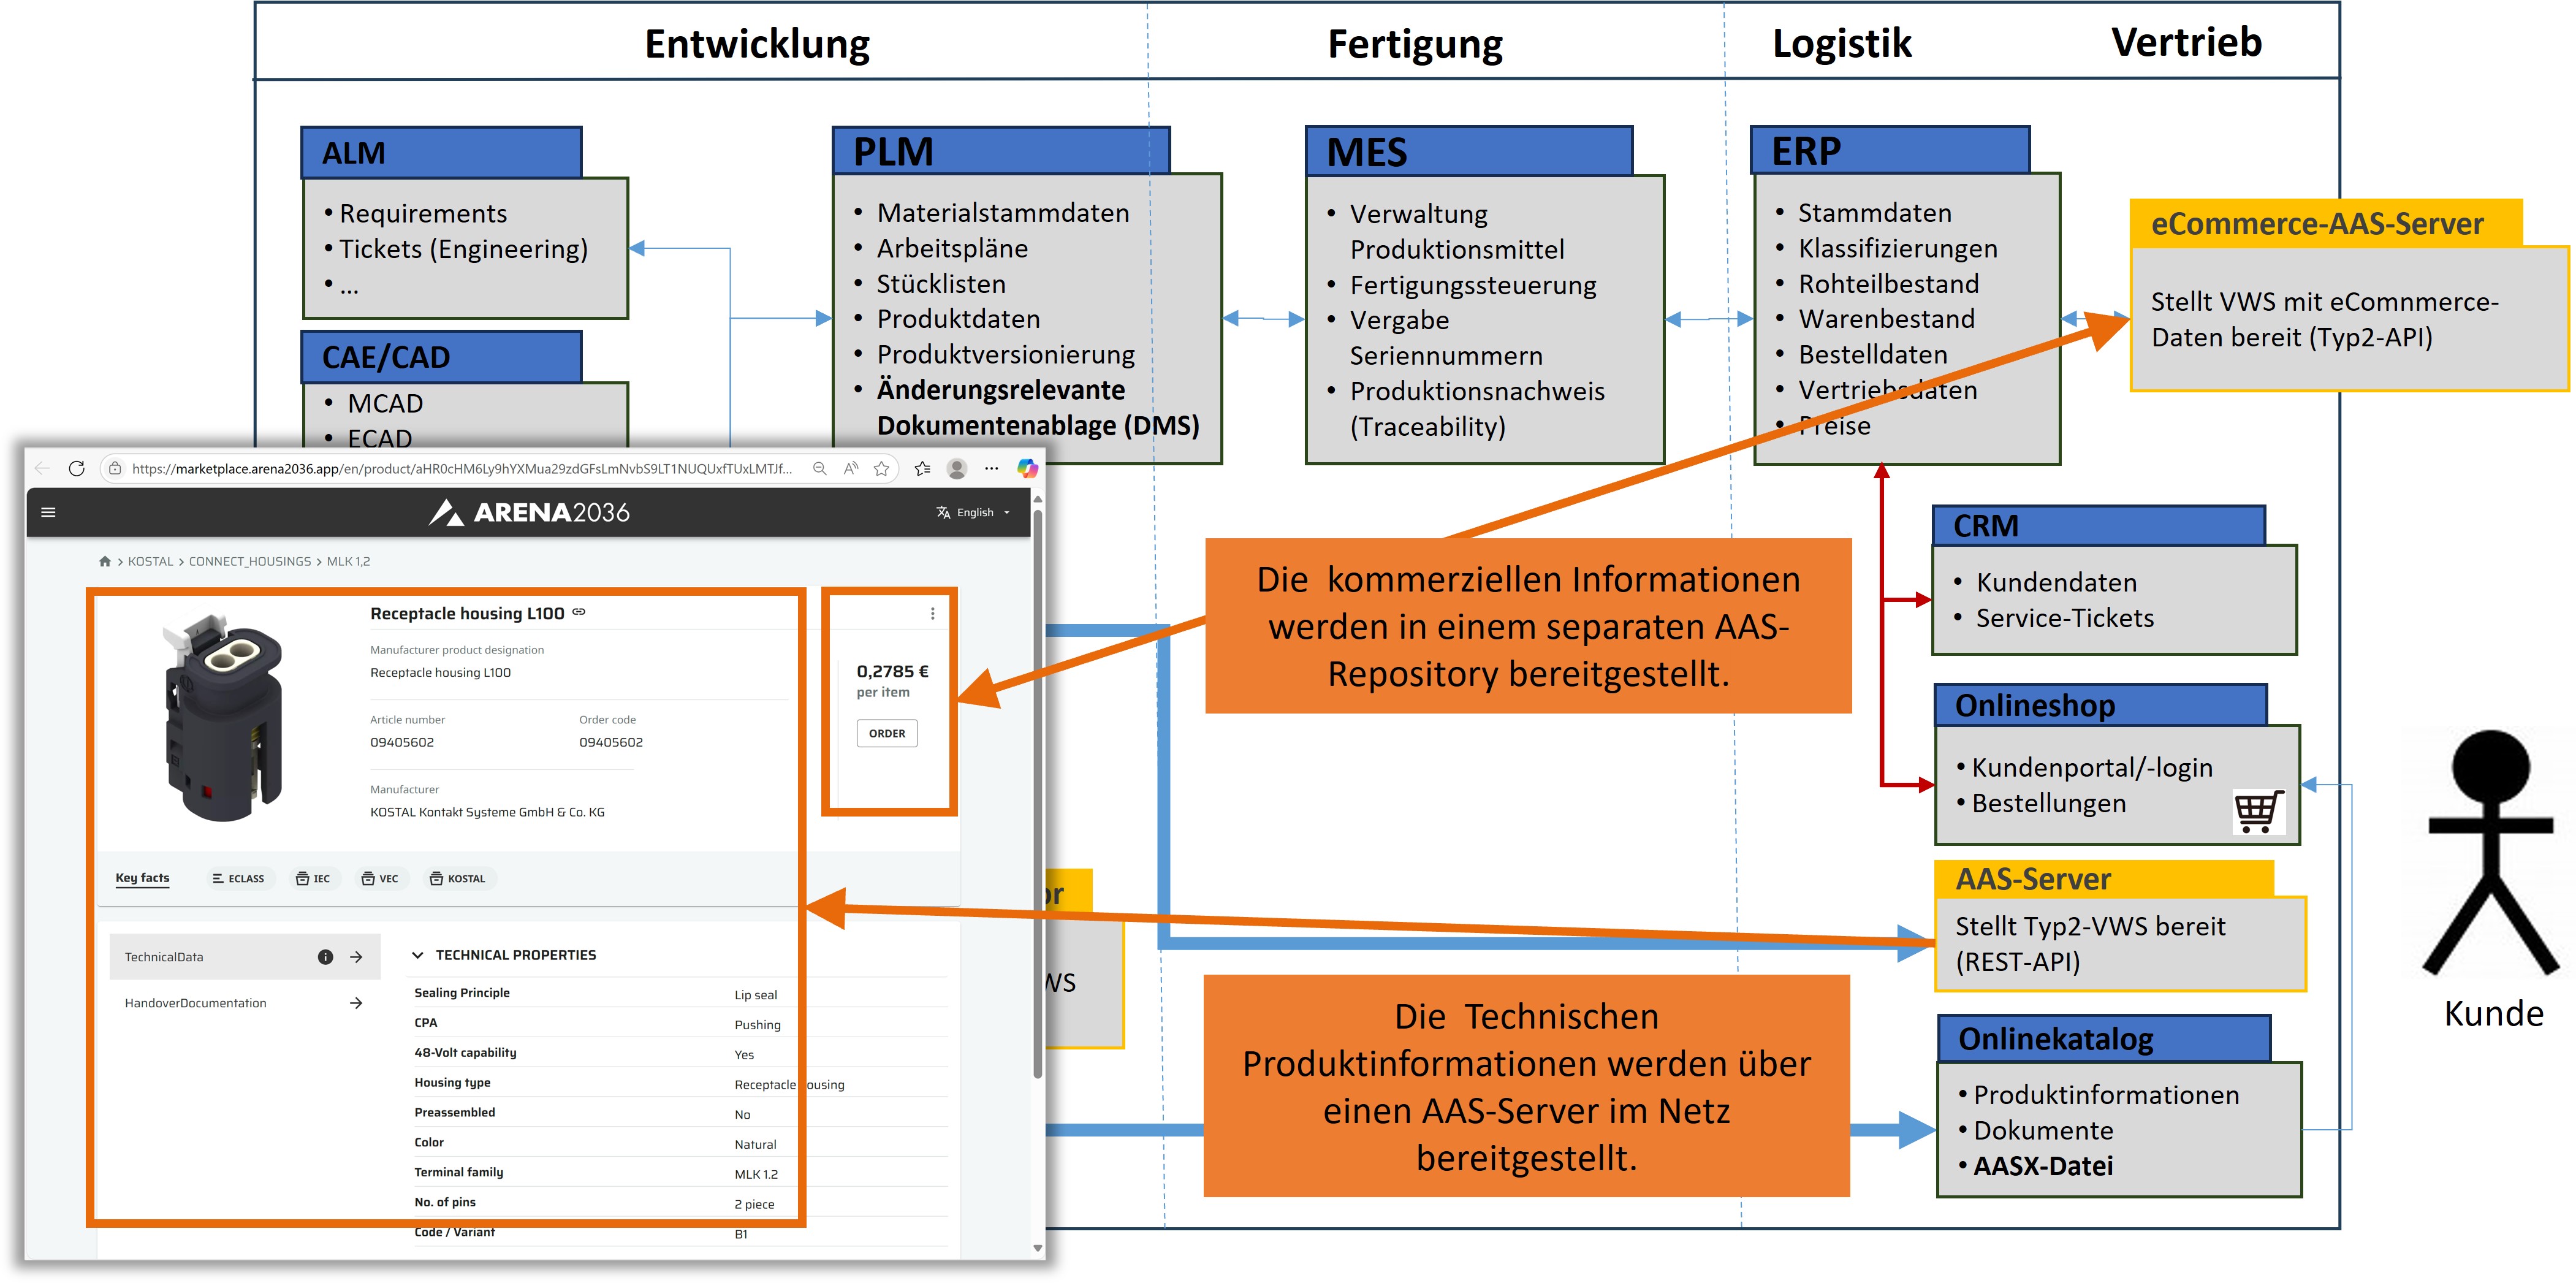 Entwicklung
Fertigung
Logistik
Vertrieb
ALM
• Requirements
• Tickets (Engineering)
• ...
CAE/CAD
• MCAD
• ECAD
PLM
• Materialstammdaten
• Arbeitspläne
• Stücklisten
• Produktdaten
• Produktversionierung
• Änderungsrelevante
Dokumentenablage (DMS)
MES
• Verwaltung
Produktionsmittel
• Fertigungssteuerung
• Vergabe
Seriennummern
• Produktionsnachweis
(Traceability)
ERP
• Stammdaten
• Klassifizierungen
• Rohteilbestand
• Warenbestand
• Bestelldaten
• Vertriebsdaten
• Preise
eCommerce-AAS-Server
Stellt VWS mit eComnmerce-
Daten bereit (Typ2-API)
https://marketplace.arena2036.app/en/product/aHR0cHM6Ly9hYXMua29zdGFsLmNvbS9LT1NUQUxfTUxLMTJf...
ARENA2036
English
KOSTAL > CONNECT_HOUSINGS > MLK 1,2
Receptacle housing L100
Manufacturer product designation
Receptacle housing L100
Article number
Order code
09405602
09405602
Manufacturer
KOSTAL Kontakt Systeme GmbH & Co. KG
0,2785 €
per item
ORDER
Key facts
ECLASS
IEC
VEC
KOSTAL
TechnicalData
HandoverDocumentation
TECHNICAL PROPERTIES
Sealing Principle Lip seal
CPA Pushing
48-Volt capability Yes
Housing type Receptacle housing
Preassembled No
Color Natural
Terminal family MLK 1.2
No. of pins 2 piece
Code / Variant B1
Die kommerziellen Informationen
werden in einem separaten AAS-
Repository bereitgestellt.
Die Technischen
Produktinformationen werden über
einen AAS-Server im Netz
bereitgestellt.
CRM
• Kundendaten
• Service-Tickets
Onlineshop
• Kundenportal/-login
• Bestellungen
AAS-Server
Stellt Typ2-VWS bereit
(REST-API)
Onlinekatalog
• Produktinformationen
• Dokumente
• AASX-Datei
Kunde